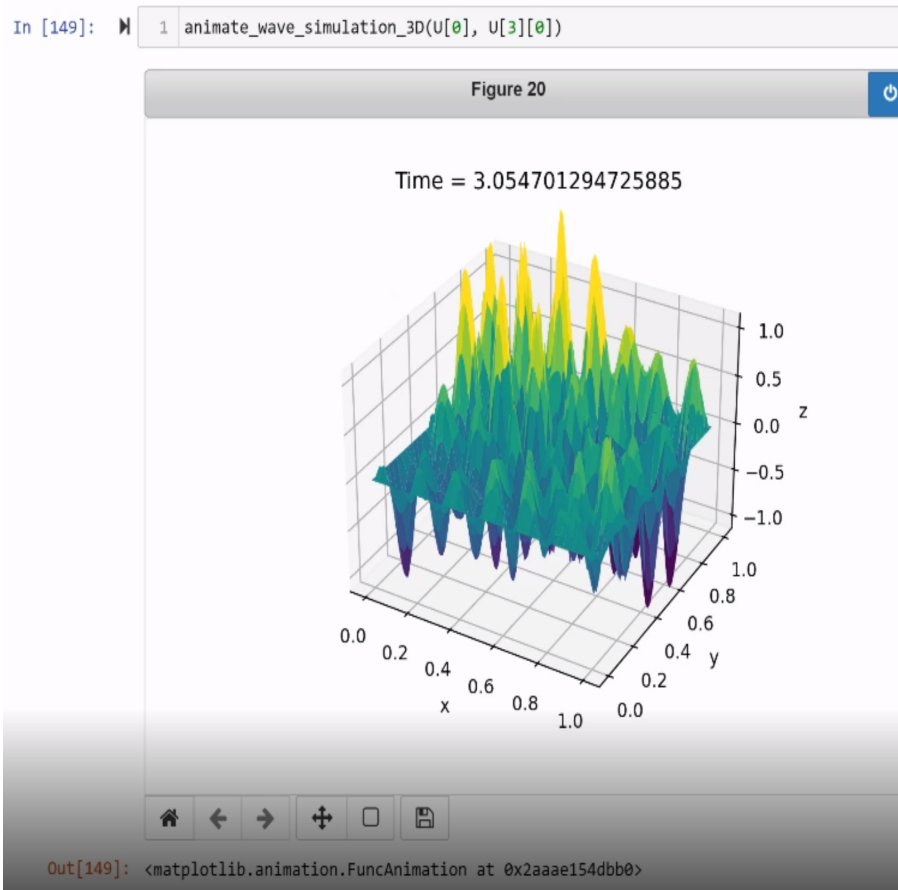 In [149]:
1 animate_wave_simulation_3D(U[0], U[3][0])
Figure 20
Time = 3.054701294725885
1.0
0.5
0.0
z
−0.5
−1.0
1.0
0.8
0.6
0.4
y
0.2
0.0
0.0
0.2
0.4
0.6
x
0.8
1.0
Out[149]: <matplotlib.animation.FuncAnimation at 0x2aaae154dbb0>